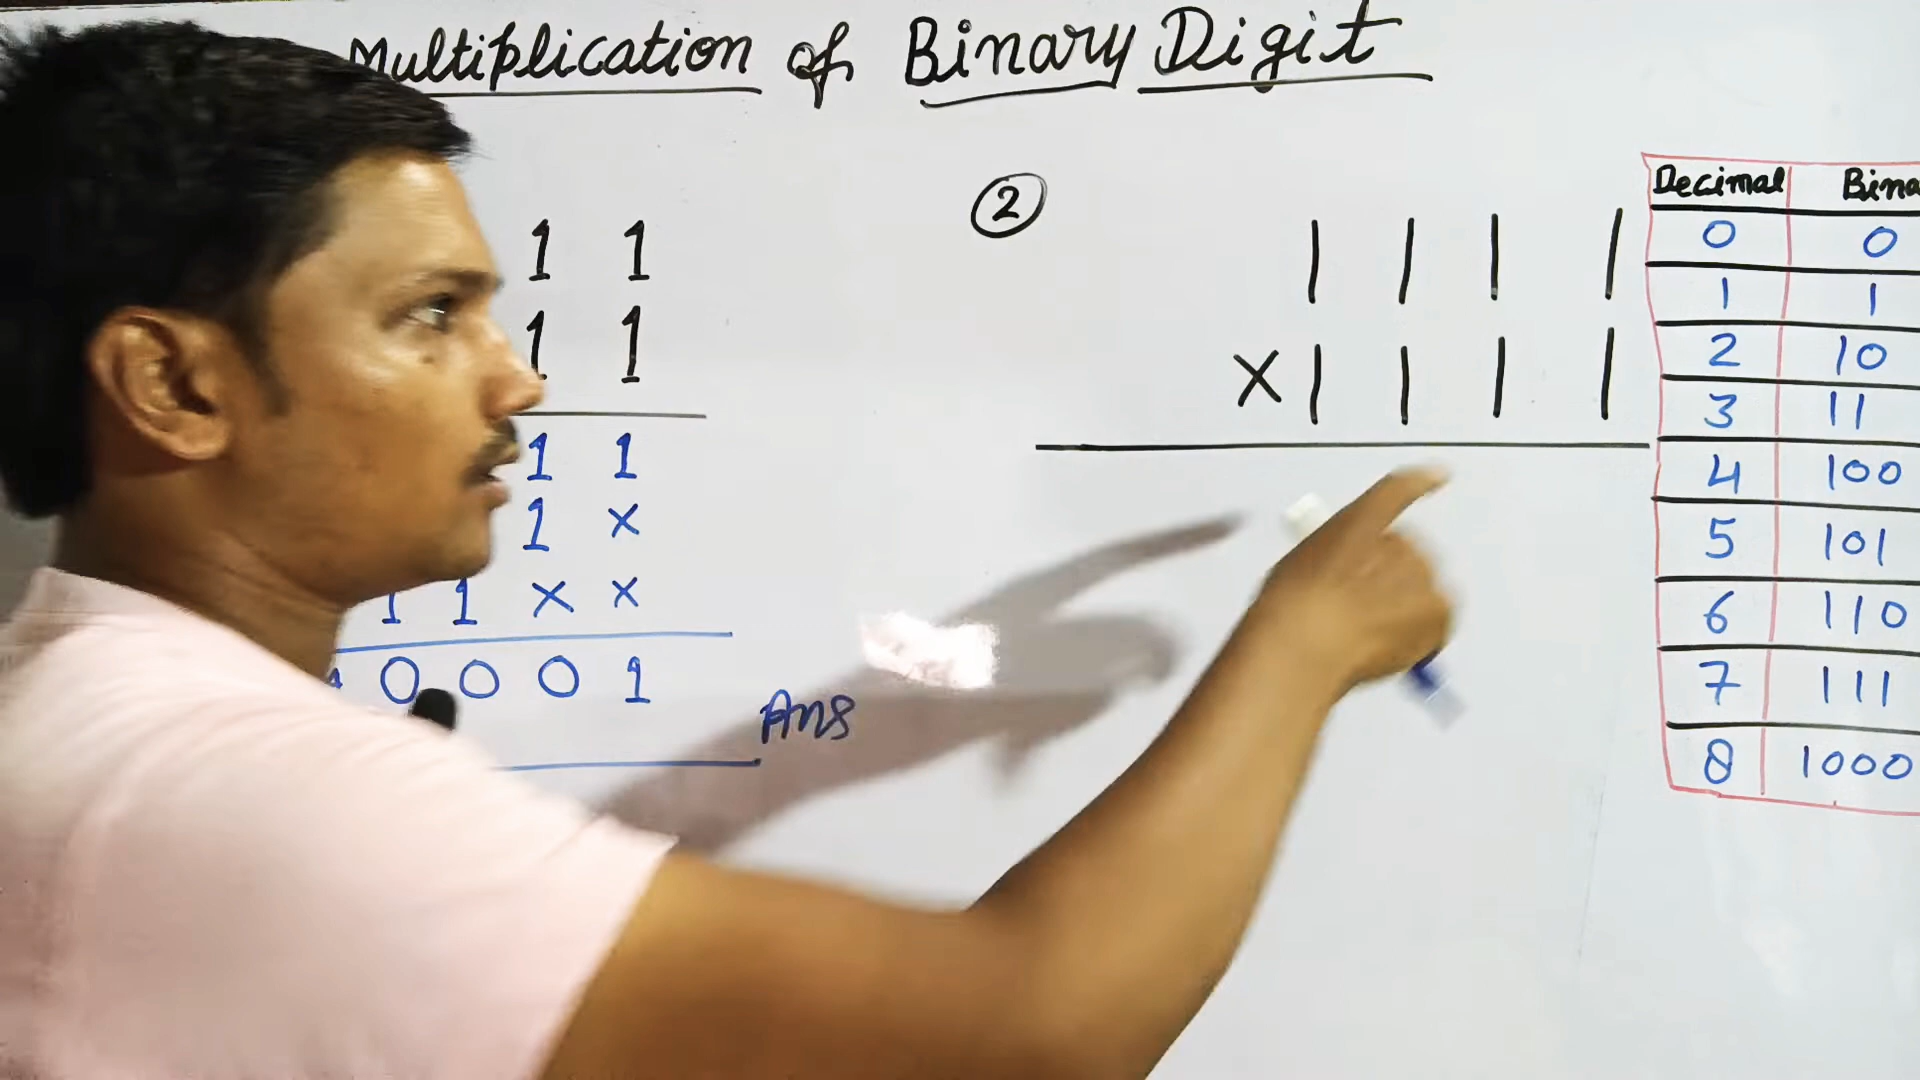 Multiplication of Binary Digit
1 1
1 1
1 1
1 ×
1 1 × ×
0 0 0 1
Ans
2
1 1 1 1
×1 1 1 1
Decimal Bina
0 0
1 1
2 10
3 11
4 100
5 101
6 110
7 111
8 1000